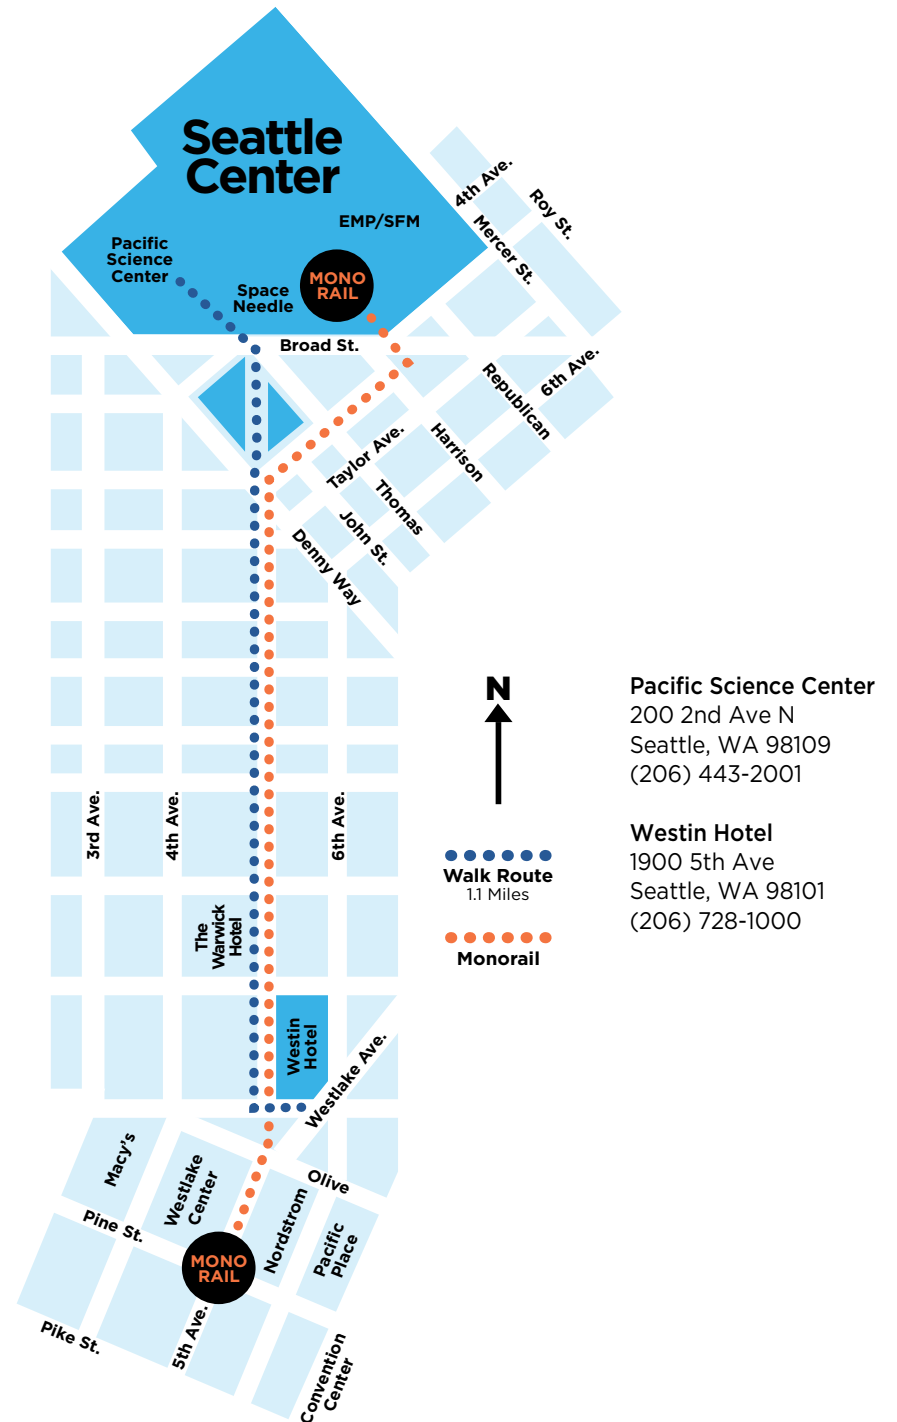 Seattle
Center
EMP/SFM
Pacific
Science
Center
Space
Needle
MONO
RAIL
Broad St.
4th Ave.
Roy St.
Mercer St.
6th Ave.
Republican
Harrison
Taylor Ave.
Thomas
John St.
Denny Way
N
Pacific Science Center
200 2nd Ave N
Seattle, WA 98109
(206) 443-2001
Westin Hotel
1900 5th Ave
Seattle, WA 98101
(206) 728-1000
Walk Route
1.1 Miles
Monorail
3rd Ave.
4th Ave.
6th Ave.
The
Warwick
Hotel
Westin
Hotel
Westlake Ave.
Macy's
Westlake
Center
Olive
Nordstrom
Pacific
Place
Pine St.
MONO
RAIL
Pike St.
5th Ave.
Convention
Center